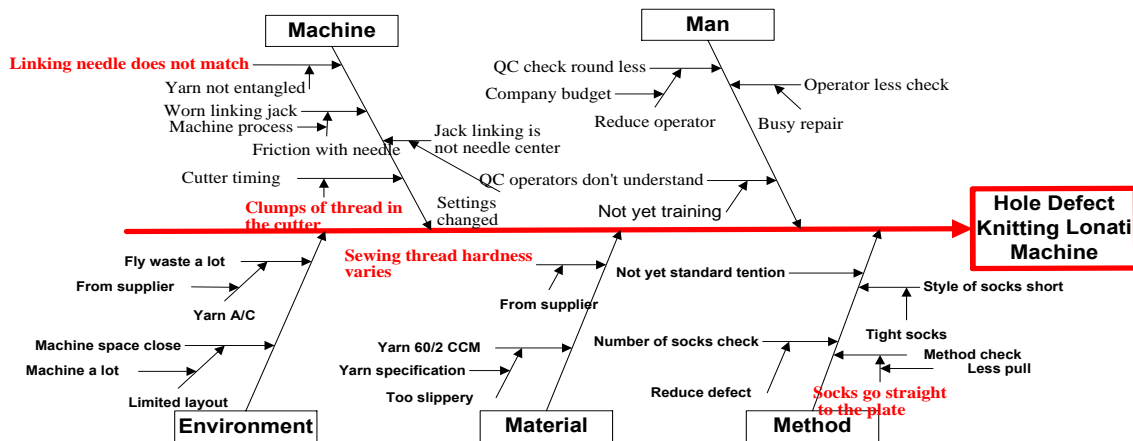 Machine
Man
Linking needle does not match
Yarn not entangled
Worn linking jack
Machine process
Friction with needle
Jack linking is
not needle center
Cutter timing
Clumps of thread in
the cutter
Settings
changed
QC check round less
Company budget
Reduce operator
Operator less check
Busy repair
QC operators don't understand
Not yet training
Hole Defect
Knitting Lonati
Machine
Fly waste a lot
From supplier
Yarn A/C
Machine space close
Machine a lot
Limited layout
Environment
Sewing thread hardness
varies
From supplier
Yarn 60/2 CCM
Yarn specification
Too slippery
Material
Not yet standard tention
Style of socks short
Tight socks
Number of socks check
Reduce defect
Method check
Less pull
Socks go straight
to the plate
Method